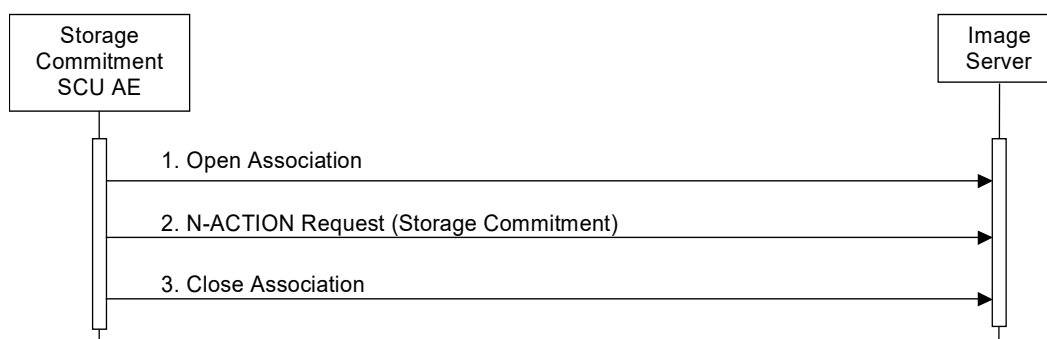 Storage
Commitment
SCU AE
Image
Server
1. Open Association
2. N-ACTION Request (Storage Commitment)
3. Close Association